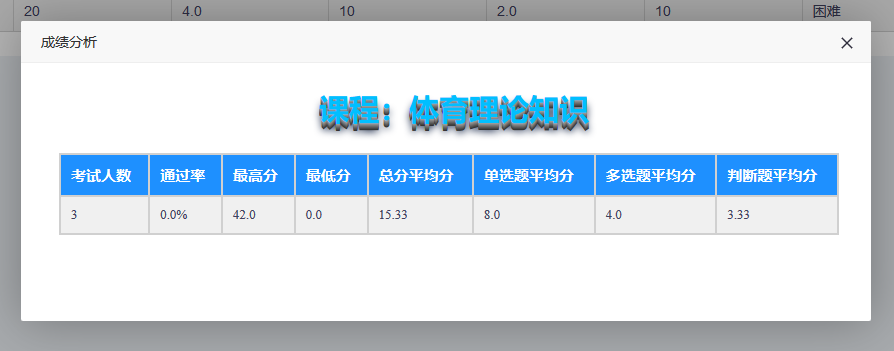 20 4.0 10 2.0 10 困难
成绩分析
课程：体育理论知识
考试人数 通过率 最高分 最低分 总分平均分 单选题平均分 多选题平均分 判断题平均分
3 0.0% 42.0 0.0 15.33 8.0 4.0 3.33